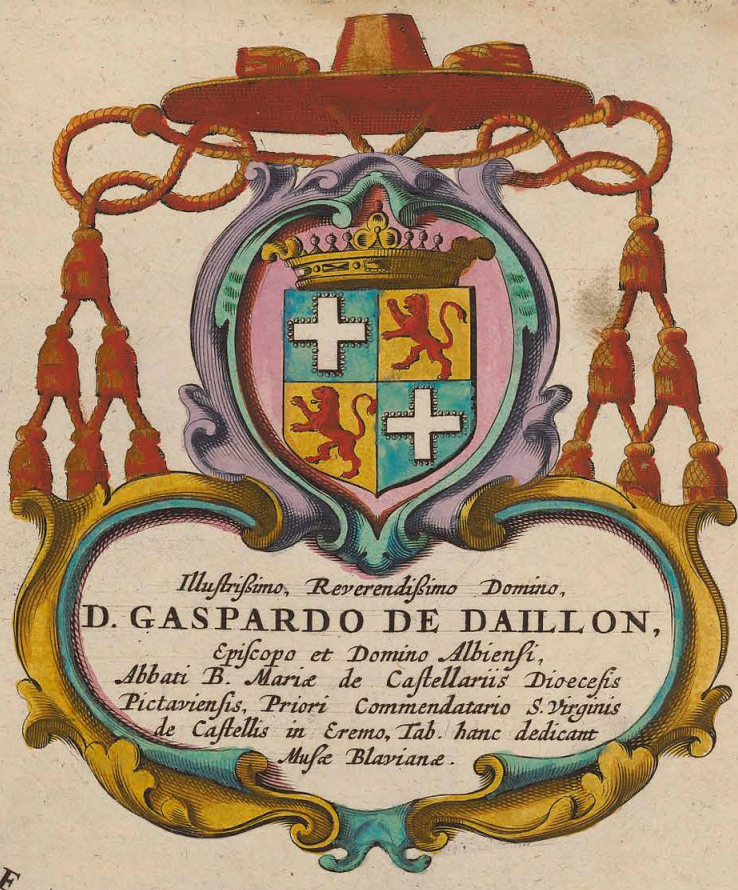 Illuſtriſsimo, Reverendiſsimo Domino,
D. GASPARDO DE DAILLON,
Epiſcopo et Domino Albienſi,
Abbati B. Mariæ de Caſtellariis Diœceſis
Pictavienſis, Priori Commendatario S. Virginis
de Caſtellis in Eremo, Tab. hanc dedicant
Muſæ Blavianæ.
E